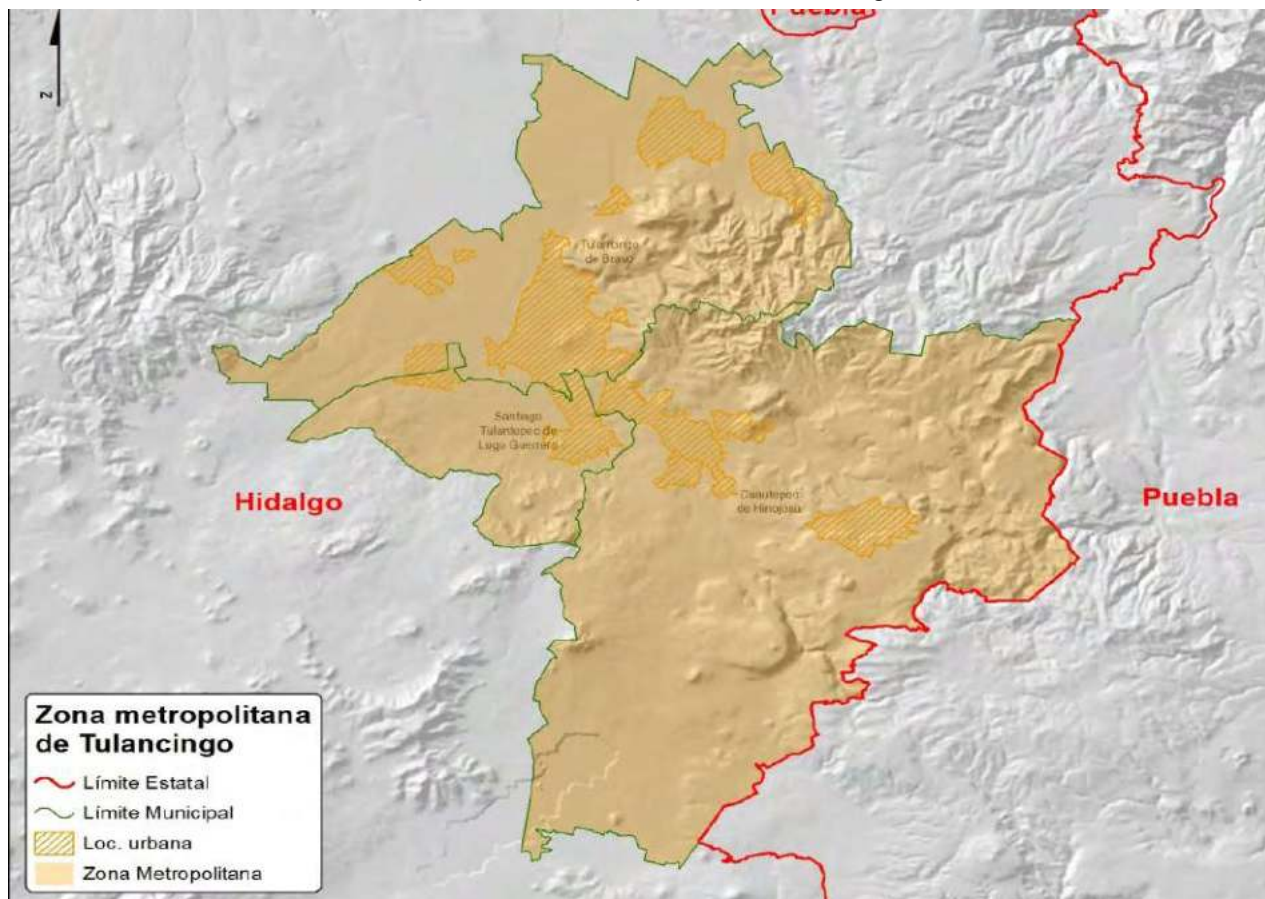 Puebla
N
Tulancingo
de Bravo
Santiago
Tulantepec de
Lugo Guerrero
Cuautepec
de Hinojosa
Hidalgo
Puebla
Zona metropolitana
de Tulancingo
Límite Estatal
Límite Municipal
Loc. urbana
Zona Metropolitana